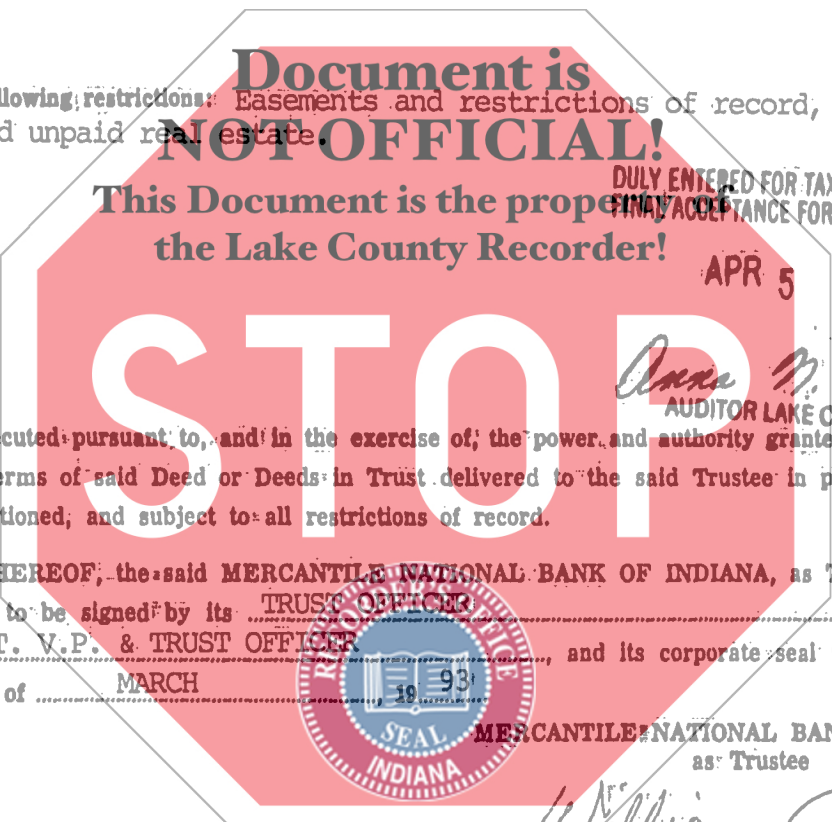 Document is
llowing restrictions: Easements and restrictions of record,
d unpaid real estate.
NOT OFFICIAL!
DULY ENTERED FOR TAX
This Document is the property of
FINAL ACCEPTANCE FOR
the Lake County Recorder!
APR 5
STOP
Anna N.
AUDITOR LAKE C
cuted pursuant to, and in the exercise of, the power and authority grante
erms of said Deed or Deeds in Trust delivered to the said Trustee in p
tioned, and subject to all restrictions of record.
HEREOF, the said MERCANTILE NATIONAL BANK OF INDIANA, as T
to be signed by its TRUST OFFICER
T. V.P. & TRUST OFFICER, and its corporate seal
of MARCH, 19 93
RECORDER'S OFFICE
SEAL
INDIANA
MERCANTILE NATIONAL BAN
as Trustee